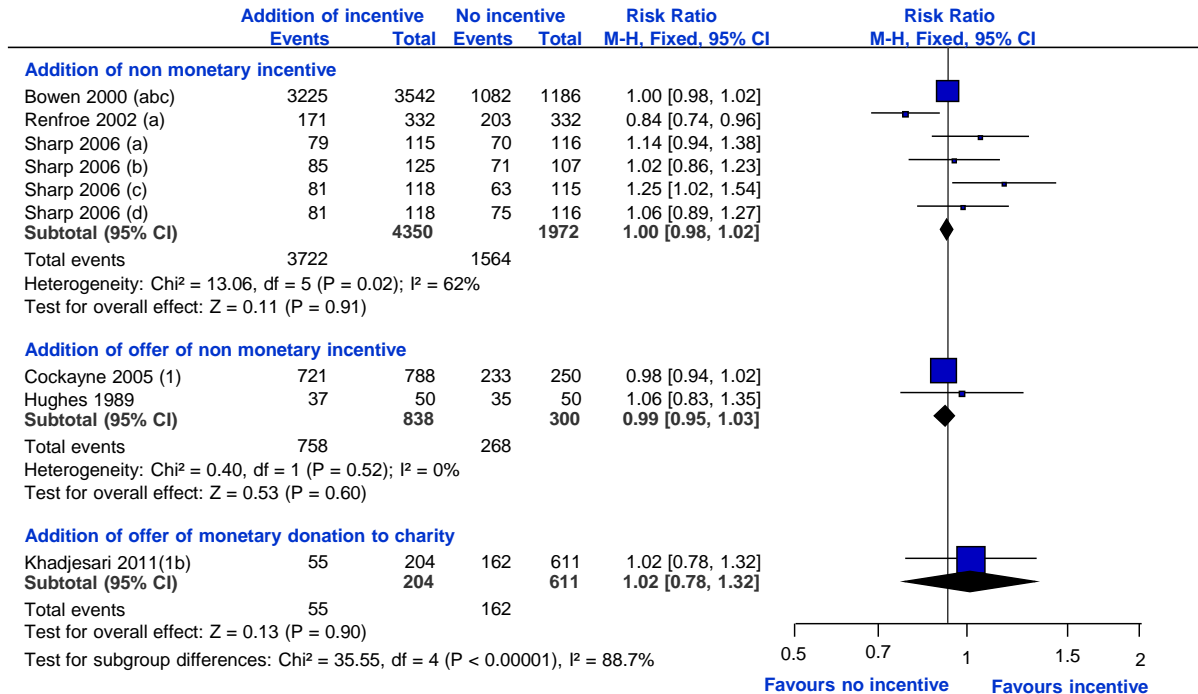 Addition of incentive No incentive Risk Ratio Risk Ratio
Events Total Events Total M-H, Fixed, 95% CI M-H, Fixed, 95% CI
Addition of non monetary incentive
Bowen 2000 (abc) 3225 3542 1082 1186 1.00 [0.98, 1.02]
Renfroe 2002 (a) 171 332 203 332 0.84 [0.74, 0.96]
Sharp 2006 (a) 79 115 70 116 1.14 [0.94, 1.38]
Sharp 2006 (b) 85 125 71 107 1.02 [0.86, 1.23]
Sharp 2006 (c) 81 118 63 115 1.25 [1.02, 1.54]
Sharp 2006 (d) 81 118 75 116 1.06 [0.89, 1.27]
Subtotal (95% CI) 4350 1972 1.00 [0.98, 1.02]
Total events 3722 1564
Heterogeneity: Chi² = 13.06, df = 5 (P = 0.02); I² = 62%
Test for overall effect: Z = 0.11 (P = 0.91)
Addition of offer of non monetary incentive
Cockayne 2005 (1) 721 788 233 250 0.98 [0.94, 1.02]
Hughes 1989 37 50 35 50 1.06 [0.83, 1.35]
Subtotal (95% CI) 838 300 0.99 [0.95, 1.03]
Total events 758 268
Heterogeneity: Chi² = 0.40, df = 1 (P = 0.52); I² = 0%
Test for overall effect: Z = 0.53 (P = 0.60)
Addition of offer of monetary donation to charity
Khadjesari 2011(1b) 55 204 162 611 1.02 [0.78, 1.32]
Subtotal (95% CI) 204 611 1.02 [0.78, 1.32]
Total events 55 162
Test for overall effect: Z = 0.13 (P = 0.90)
Test for subgroup differences: Chi² = 35.55, df = 4 (P < 0.00001), I² = 88.7%
0.5 0.7 1 1.5 2
Favours no incentive Favours incentive